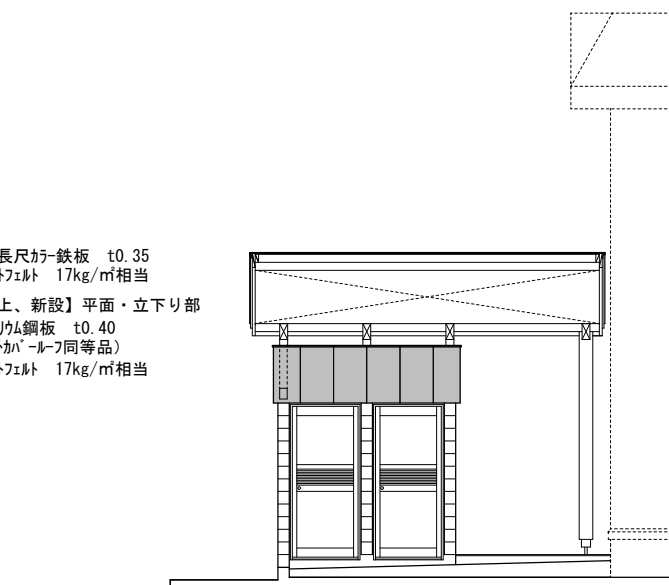 長尺ｶﾗｰ鉄板 t0.35
ﾄﾌｪﾙﾄ 17kg/㎡相当
上、新設】平面・立下り部
ｳﾑ鋼板 t0.40
ｶﾊﾞｰﾙｰﾌ同等品）
ﾄﾌｪﾙﾄ 17kg/㎡相当